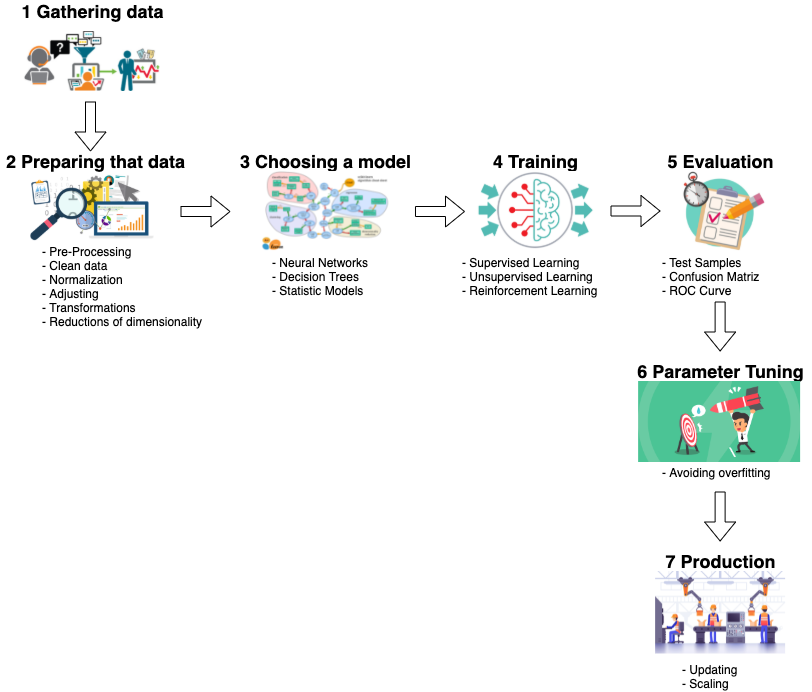 1 Gathering data
?
2 Preparing that data
- Pre-Processing
- Clean data
- Normalization
- Adjusting
- Transformations
- Reductions of dimensionality
3 Choosing a model
- Neural Networks
- Decision Trees
- Statistic Models
4 Training
- Supervised Learning
- Unsupervised Learning
- Reinforcement Learning
5 Evaluation
- Test Samples
- Confusion Matriz
- ROC Curve
6 Parameter Tuning
- Avoiding overfitting
7 Production
- Updating
- Scaling